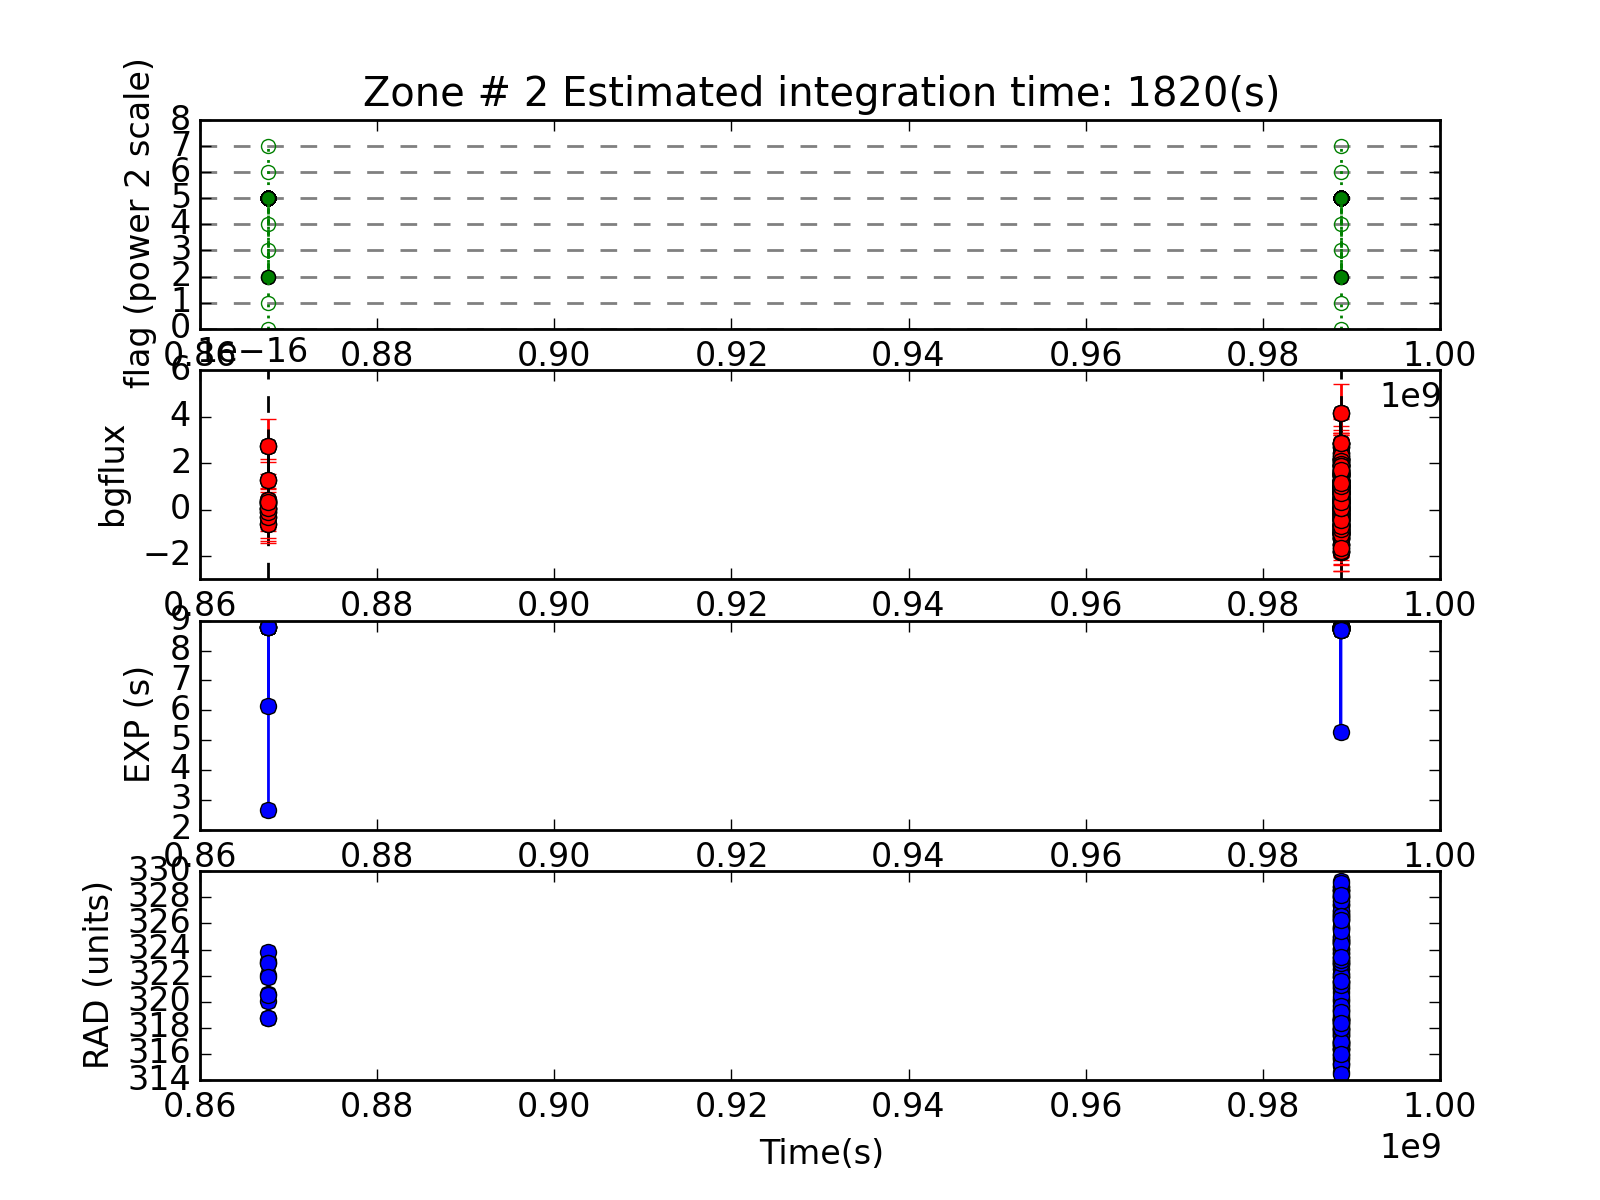 Zone # 2 Estimated integration time: 1820(s)
flag (power 2 scale)
8
7
6
5
4
3
2
1
0
0.86 0.88 0.90 0.92 0.94 0.96 0.98 1.00
1e9
1e−16
bgflux
6
4
2
0
−2
0.86 0.88 0.90 0.92 0.94 0.96 0.98 1.00
EXP (s)
9
8
7
6
5
4
3
2
0.86 0.88 0.90 0.92 0.94 0.96 0.98 1.00
RAD (units)
330
328
326
324
322
320
318
316
314
0.86 0.88 0.90 0.92 0.94 0.96 0.98 1.00
Time(s)
1e9